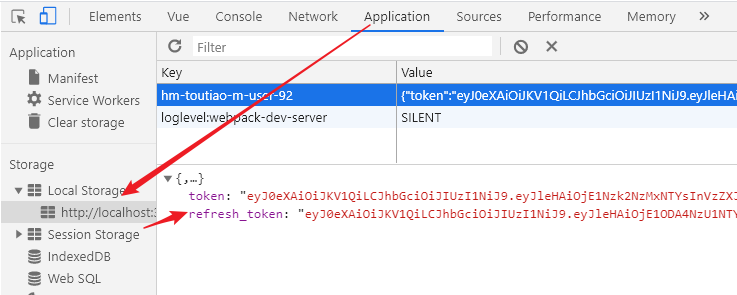 Elements Vue Console Network Application Sources Performance Memory »
Application
Manifest
Service Workers
Clear storage
Storage
Local Storage
http://localhost:
Session Storage
IndexedDB
Web SQL
Filter
Key Value
hm-toutiao-m-user-92 {"token":"eyJ0eXAiOiJKV1QiLCJhbGciOiJIUzI1NiJ9.eyJleHAi
loglevel:webpack-dev-server SILENT
{,…}
token: "eyJ0eXAiOiJKV1QiLCJhbGciOiJIUzI1NiJ9.eyJleHAiOjE1Nzk2NzMxNTYsInVzZX
refresh_token: "eyJ0eXAiOiJKV1QiLCJhbGciOiJIUzI1NiJ9.eyJleHAiOjE1ODA4NzU1NTY